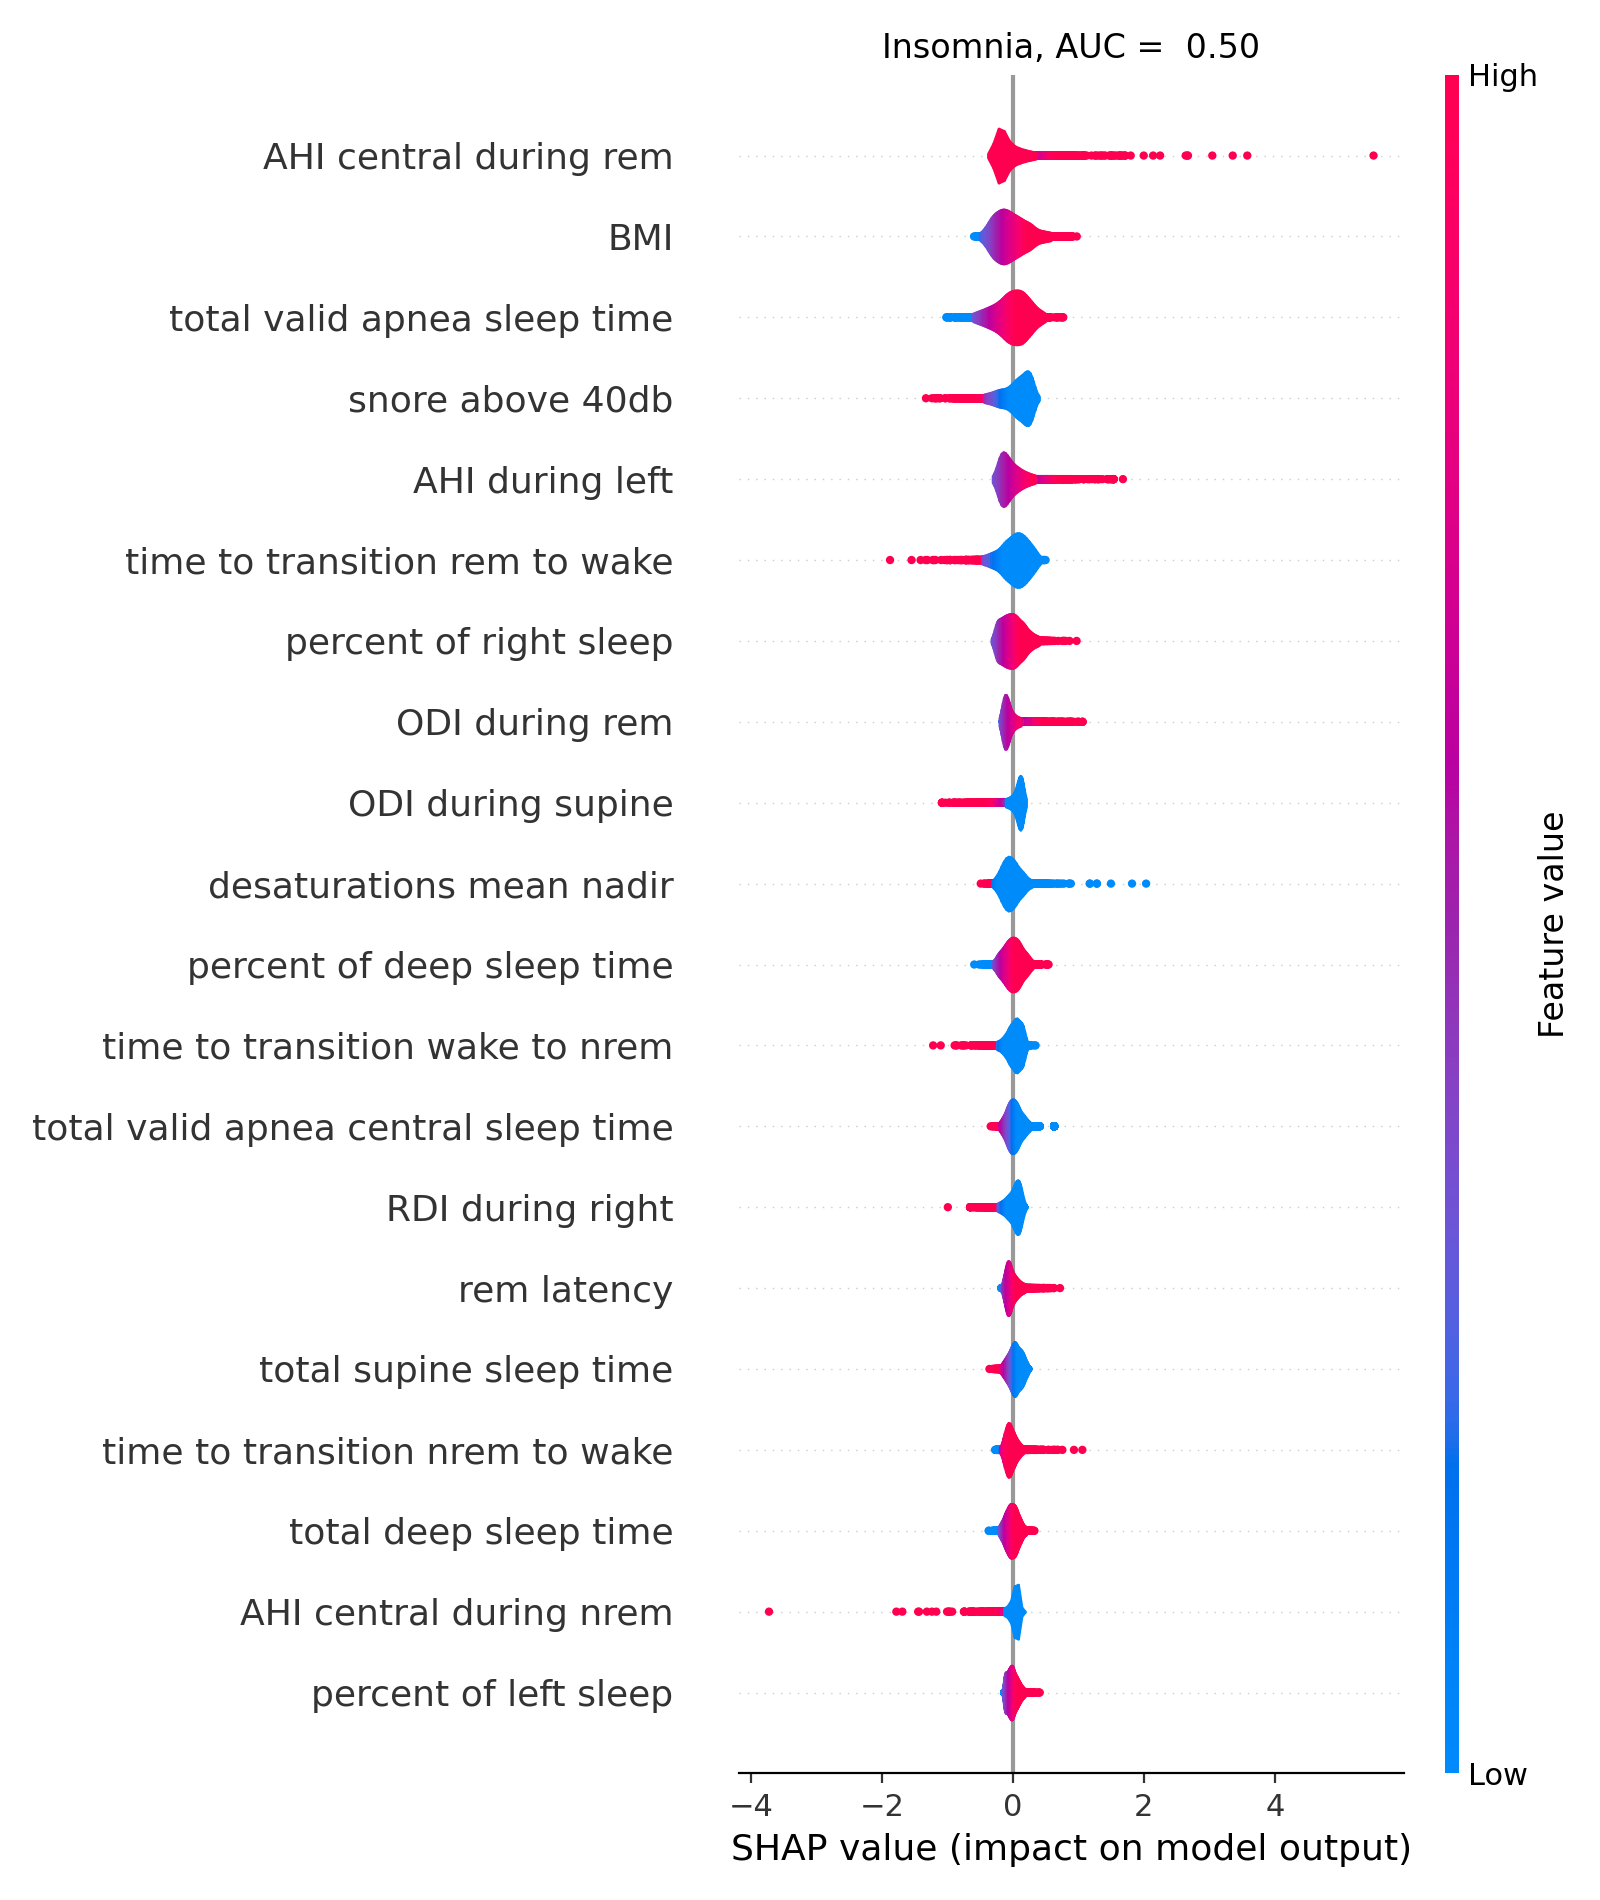 Insomnia, AUC =  0.50
High
AHI central during rem
BMI
total valid apnea sleep time
snore above 40db
AHI during left
time to transition rem to wake
percent of right sleep
ODI during rem
ODI during supine
desaturations mean nadir
percent of deep sleep time
time to transition wake to nrem
total valid apnea central sleep time
RDI during right
rem latency
total supine sleep time
time to transition nrem to wake
total deep sleep time
AHI central during nrem
percent of left sleep
Feature value
Low
−4 −2 0 2 4
SHAP value (impact on model output)